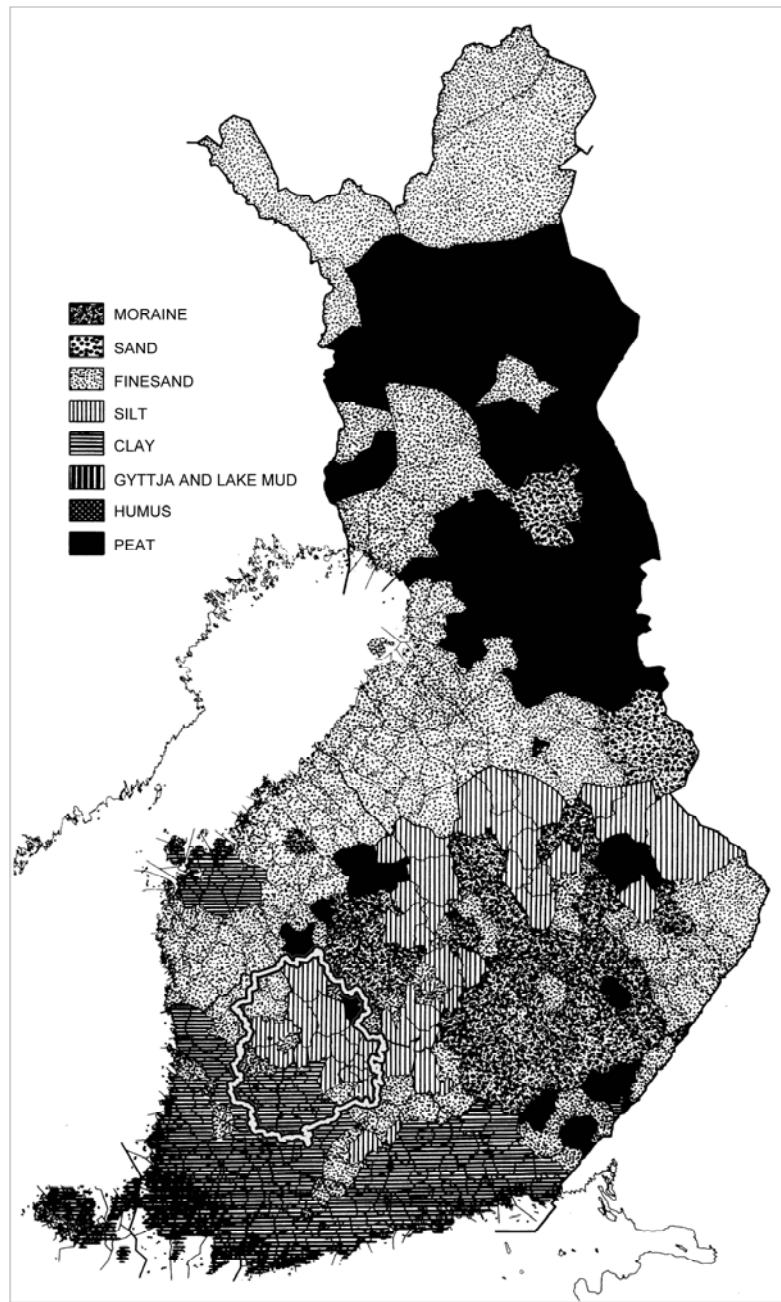 MORAINE
SAND
FINESAND
SILT
CLAY
GYTTJA AND LAKE MUD
HUMUS
PEAT